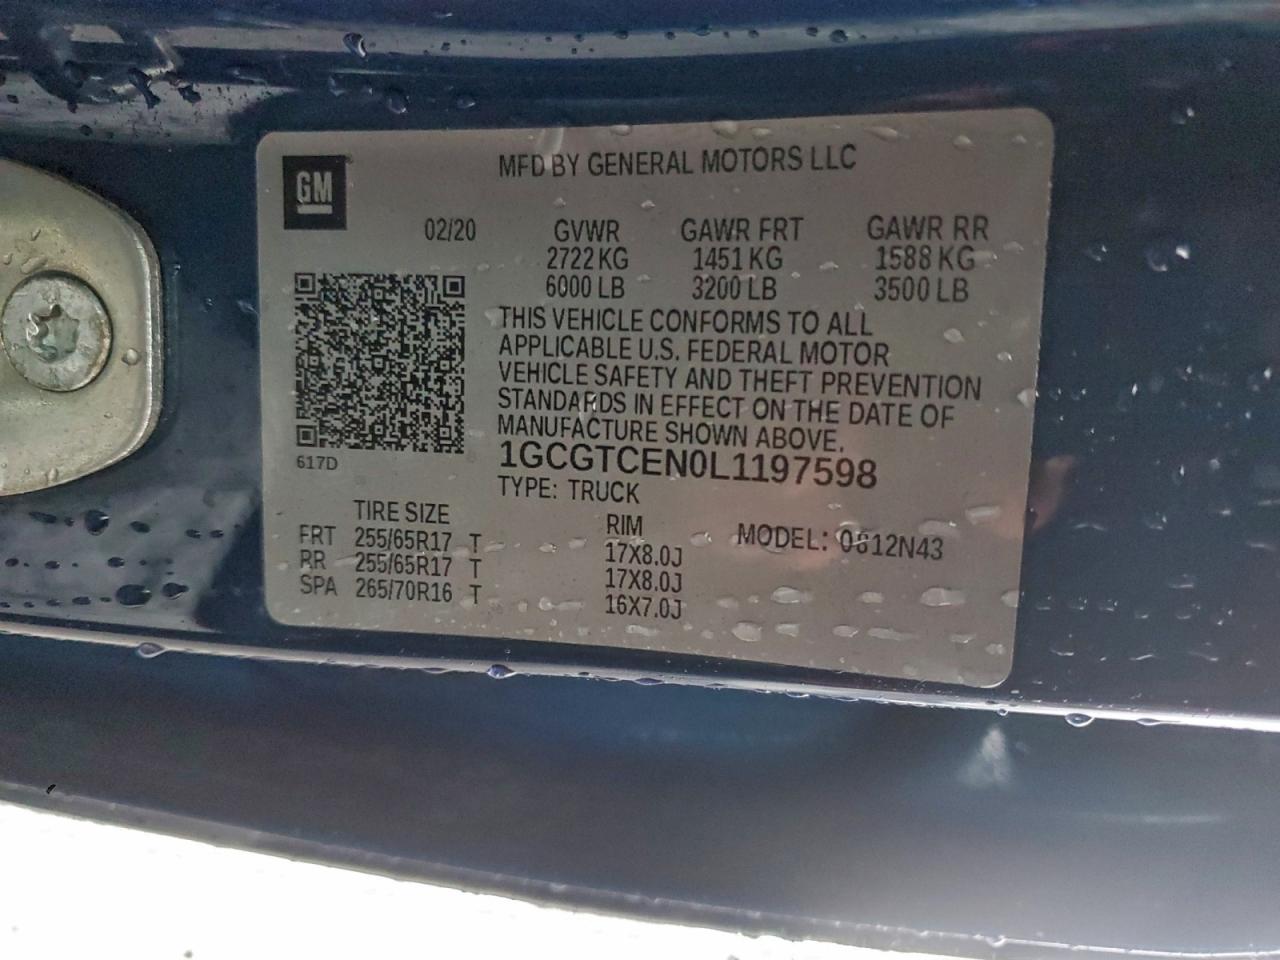 GM
MFD BY GENERAL MOTORS LLC
02/20 GVWR GAWR FRT GAWR RR
2722 KG 1451 KG 1588 KG
6000 LB 3200 LB 3500 LB
THIS VEHICLE CONFORMS TO ALL
APPLICABLE U.S. FEDERAL MOTOR
VEHICLE SAFETY AND THEFT PREVENTION
STANDARDS IN EFFECT ON THE DATE OF
MANUFACTURE SHOWN ABOVE.
617D
1GCGTCEN0L1197598
TYPE: TRUCK
TIRE SIZE RIM MODEL: 0612N43
FRT 255/65R17 T 17X8.0J
RR 255/65R17 T 17X8.0J
SPA 265/70R16 T 16X7.0J